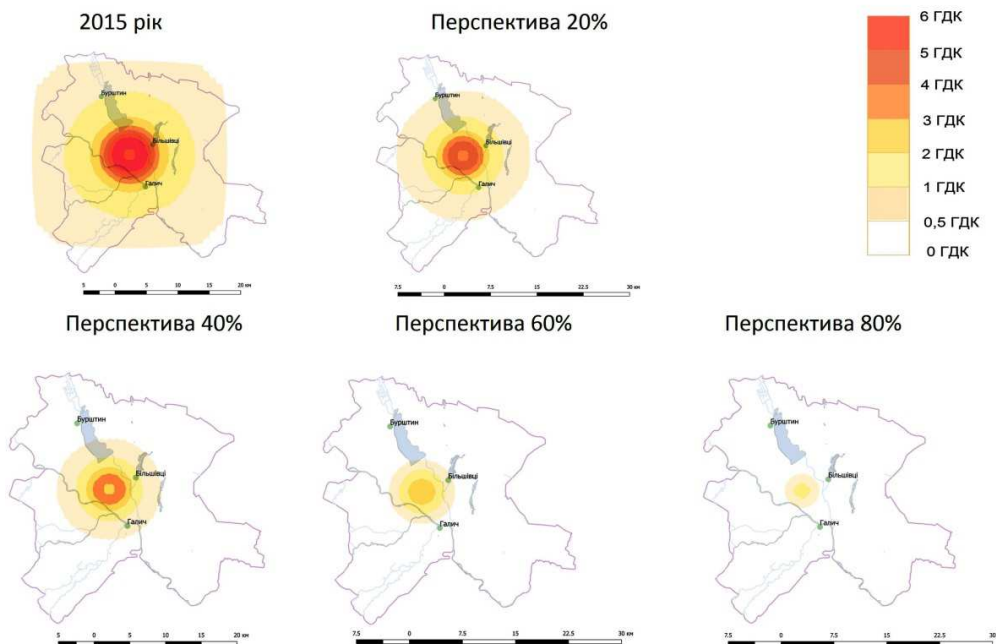 2015 рік
Перспектива 20%
6 ГДК
5 ГДК
4 ГДК
3 ГДК
2 ГДК
1 ГДК
0,5 ГДК
0 ГДК
Бурштин
Більшівці
Галич
5 0 5 10 15 20 км
Бурштин
Більшівці
Галич
7.5 0 7.5 15 22.5 30 км
Перспектива 40%
Перспектива 60%
Перспектива 80%
Бурштин
Більшівці
Галич
5 0 5 10 15 20 км
Бурштин
Більшівці
Галич
7.5 0 7.5 15 22.5 30 км
Бурштин
Більшівці
Галич
7.5 0 7.5 15 22.5 30